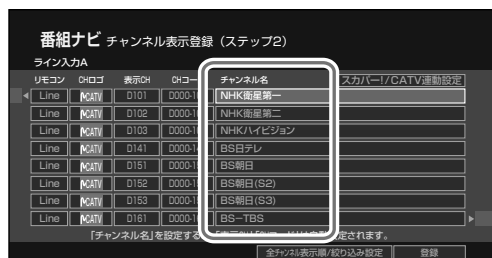 番組ナビ チャンネル表示登録（ステップ2）
ライン入力A
リモコン CHロゴ 表示CH CHコー チャンネル名 スカパー!/CATV連動設定
Line CATV D101 D000-1 NHK衛星第一
Line CATV D102 D000-1 NHK衛星第二
Line CATV D103 D000-1 NHKハイビジョン
Line CATV D141 D000-1 BS日テレ
Line CATV D151 D000-1 BS朝日
Line CATV D152 D000-1 BS朝日(S2)
Line CATV D153 D000-1 BS朝日(S3)
Line CATV D161 D000-1 BS−TBS
「チャンネル名」を設定する 定されます。
全チャンネル表示順/絞り込み設定 登録